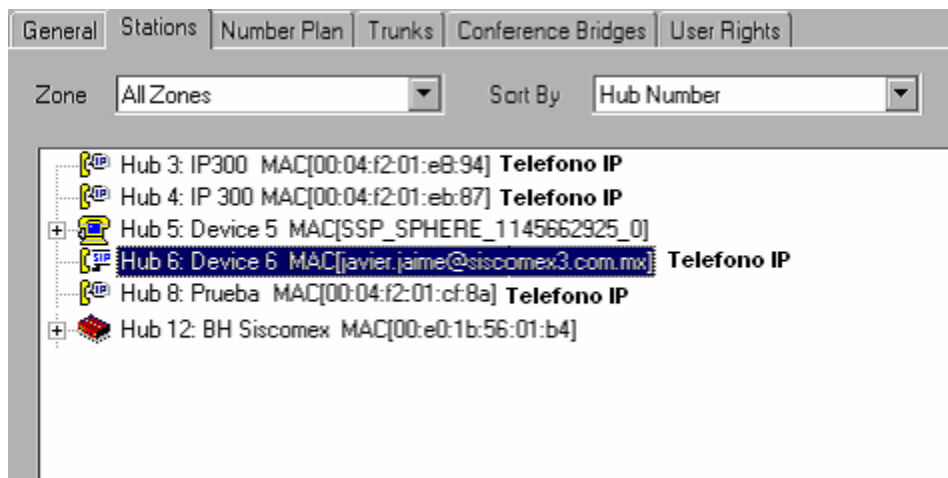 General Stations Number Plan Trunks Conference Bridges User Rights
Zone All Zones Sort By Hub Number
Hub 3: IP300 MAC[00:04:f2:01:e8:94] Telefono IP
Hub 4: IP 300 MAC[00:04:f2:01:eb:87] Telefono IP
Hub 5: Device 5 MAC[SSP_SPHERE_1145662925_0]
Hub 6: Device 6 MAC[javier.jaime@siscomex3.com.mx] Telefono IP
Hub 8: Prueba MAC[00:04:f2:01:cf:8a] Telefono IP
Hub 12: BH Siscomex MAC[00:e0:1b:56:01:b4]